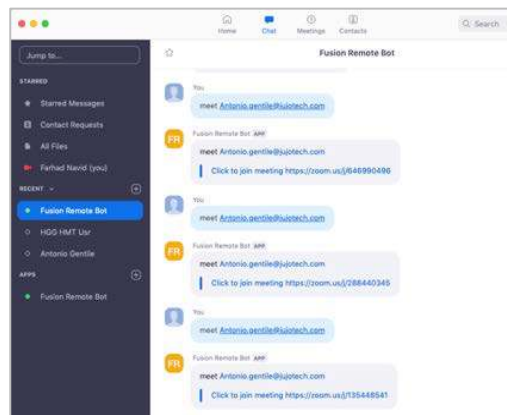 Home Chat Meetings Contacts
Search
Jump to...
Fusion Remote Bot
STARRED
Starred Messages
Contact Requests
All Files
Farhad Navid (you)
RECENT
Fusion Remote Bot
HGG HMT Usr
Antonio Gentile
APPS
Fusion Remote Bot
You
meet Antonio.gentile@jujotech.com
FR
Fusion Remote Bot APP
meet Antonio.gentile@jujotech.com
Click to join meeting https://zoom.us/j/646990496
You
meet Antonio.gentile@jujotech.com
FR
Fusion Remote Bot APP
meet Antonio.gentile@jujotech.com
Click to join meeting https://zoom.us/j/288440345
You
meet Antonio.gentile@jujotech.com
FR
Fusion Remote Bot APP
meet Antonio.gentile@jujotech.com
Click to join meeting https://zoom.us/j/135448541